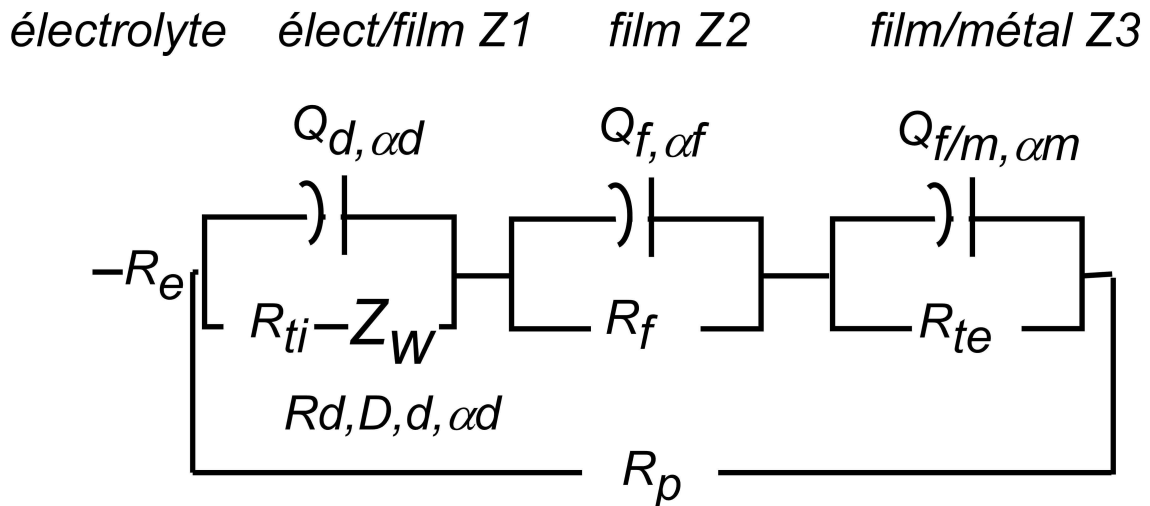 électrolyte élect/film Z1 film Z2 film/métal Z3
Qd,αd Qf,αf Qf/m,αm
–Re
Rti–Zw Rf Rte
Rd,D,d,αd
Rp